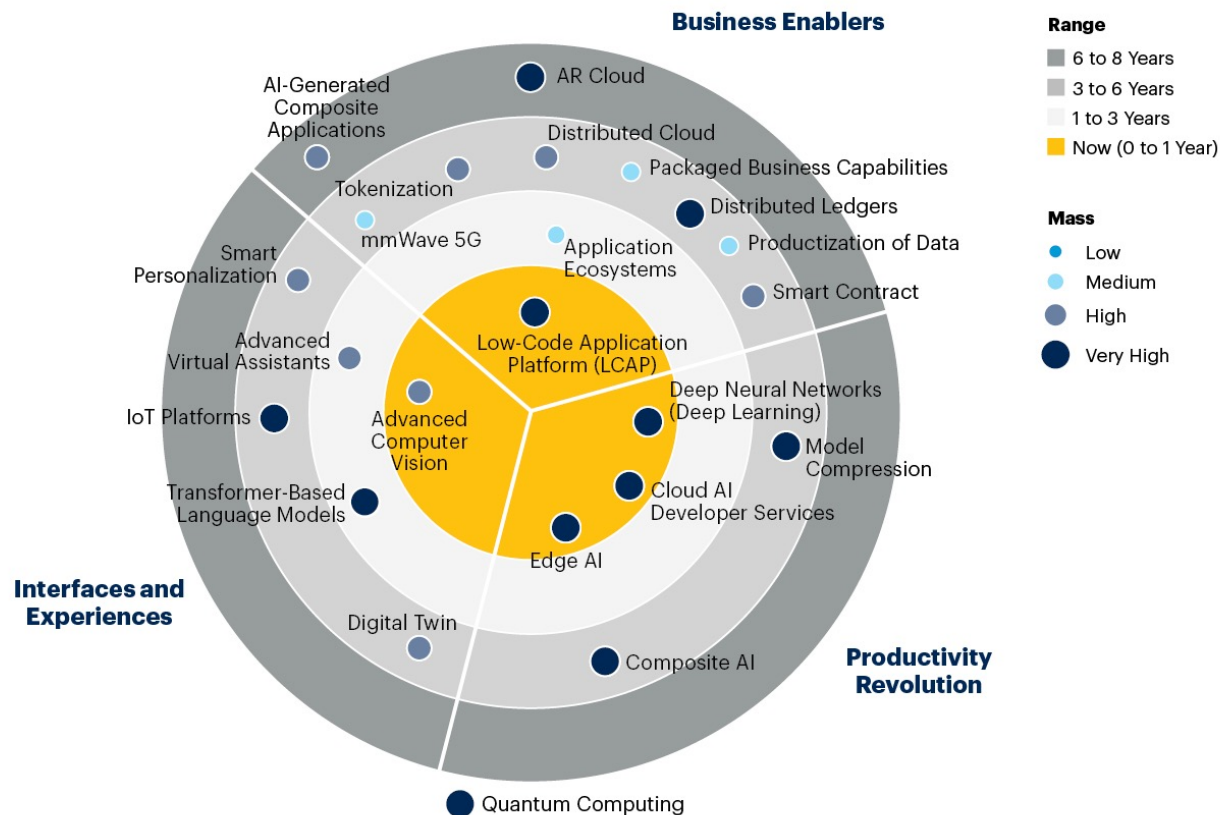 Business Enablers
AR Cloud
AI-Generated
Composite
Applications
Distributed Cloud
Packaged Business Capabilities
Tokenization
Distributed Ledgers
mmWave 5G
Application
Ecosystems
Productization of Data
Smart
Personalization
Smart Contract
Low-Code Application
Platform (LCAP)
Advanced
Virtual Assistants
Deep Neural Networks
(Deep Learning)
IoT Platforms
Advanced
Computer
Vision
Model
Compression
Transformer-Based
Language Models
Cloud AI
Developer Services
Edge AI
Interfaces and
Experiences
Digital Twin
Composite AI
Productivity
Revolution
Quantum Computing
Range
6 to 8 Years
3 to 6 Years
1 to 3 Years
Now (0 to 1 Year)
Mass
Low
Medium
High
Very High